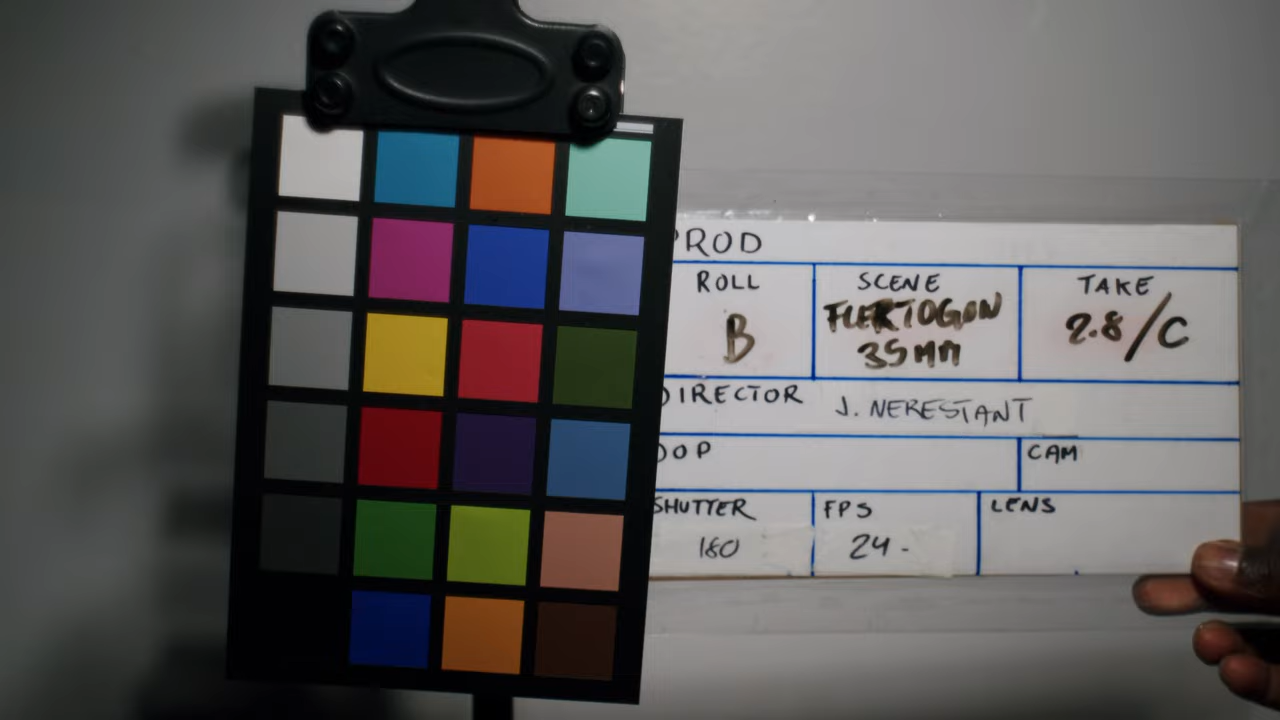 PROD
ROLL SCENE TAKE
B FLEKTOGON 2.8/C
35MM
DIRECTOR J. NERESTANT
DOP CAM
SHUTTER FPS LENS
180 24-